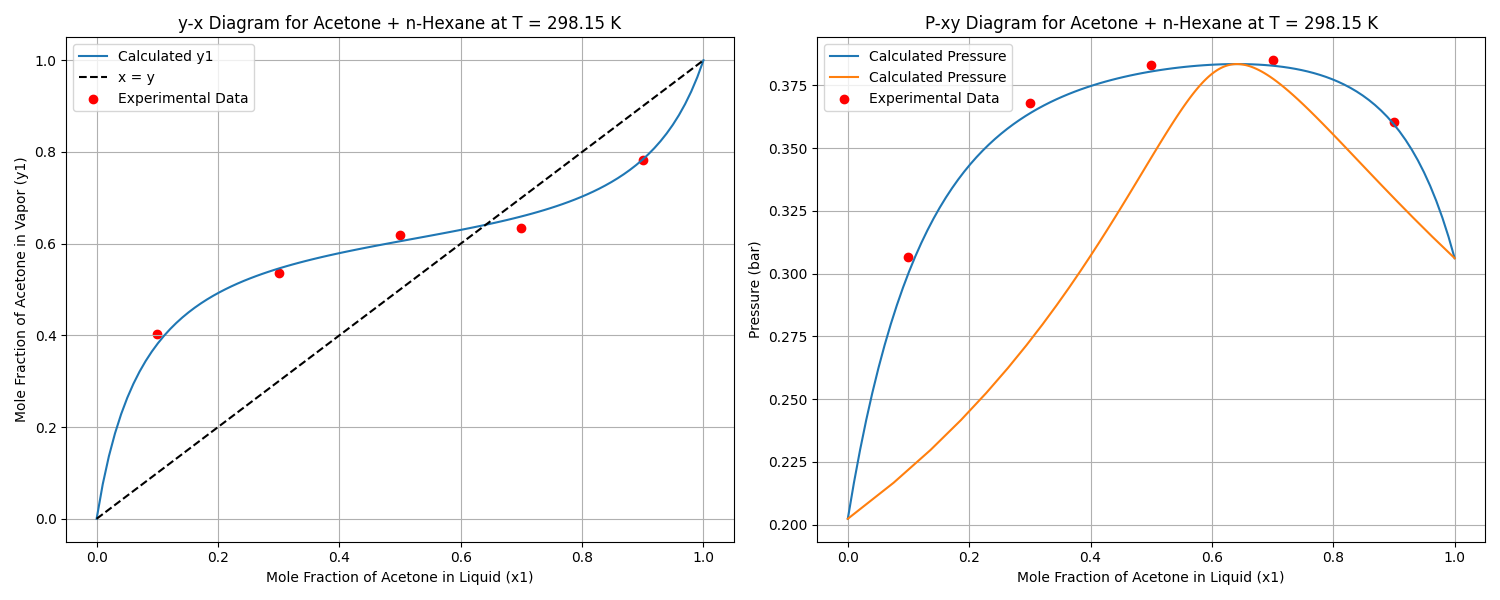 y-x Diagram for Acetone + n-Hexane at T = 298.15 K
Calculated y1
x = y
Experimental Data
Mole Fraction of Acetone in Vapor (y1)
1.0
0.8
0.6
0.4
0.2
0.0
0.0 0.2 0.4 0.6 0.8 1.0
Mole Fraction of Acetone in Liquid (x1)
P-xy Diagram for Acetone + n-Hexane at T = 298.15 K
Calculated Pressure
Calculated Pressure
Experimental Data
Pressure (bar)
0.375
0.350
0.325
0.300
0.275
0.250
0.225
0.200
0.0 0.2 0.4 0.6 0.8 1.0
Mole Fraction of Acetone in Liquid (x1)